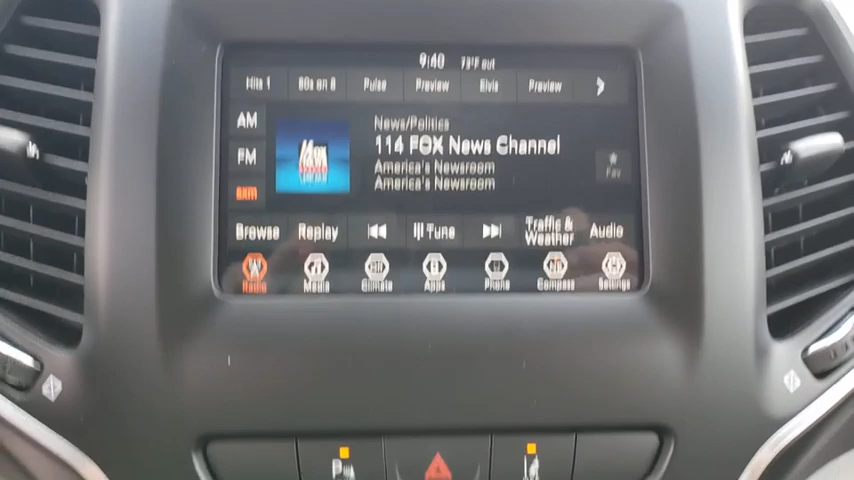 9:40 73°F out
Hits 1 80s on 8 Pulse Preview Elvis Preview
AM
FM
sxm
News/Politics
114 FOX News Channel
America's Newsroom
America's Newsroom
Fav
Browse Replay Tune Traffic & Weather Audio
Radio Media Climate Apps Phone Compass Settings